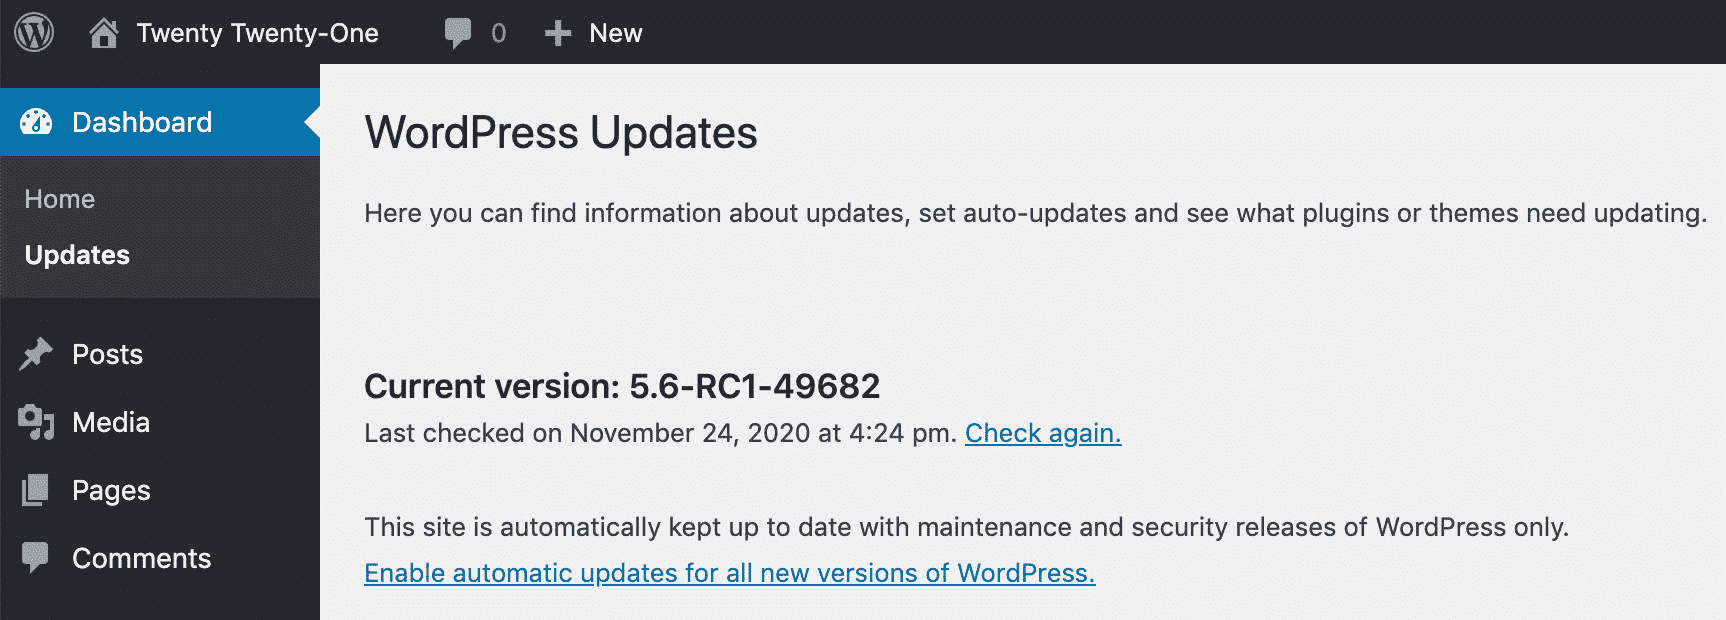 Twenty Twenty-One 0 New
Dashboard
Home
Updates
Posts
Media
Pages
Comments
WordPress Updates
Here you can find information about updates, set auto-updates and see what plugins or themes need updating.
Current version: 5.6-RC1-49682
Last checked on November 24, 2020 at 4:24 pm. Check again.
This site is automatically kept up to date with maintenance and security releases of WordPress only.
Enable automatic updates for all new versions of WordPress.